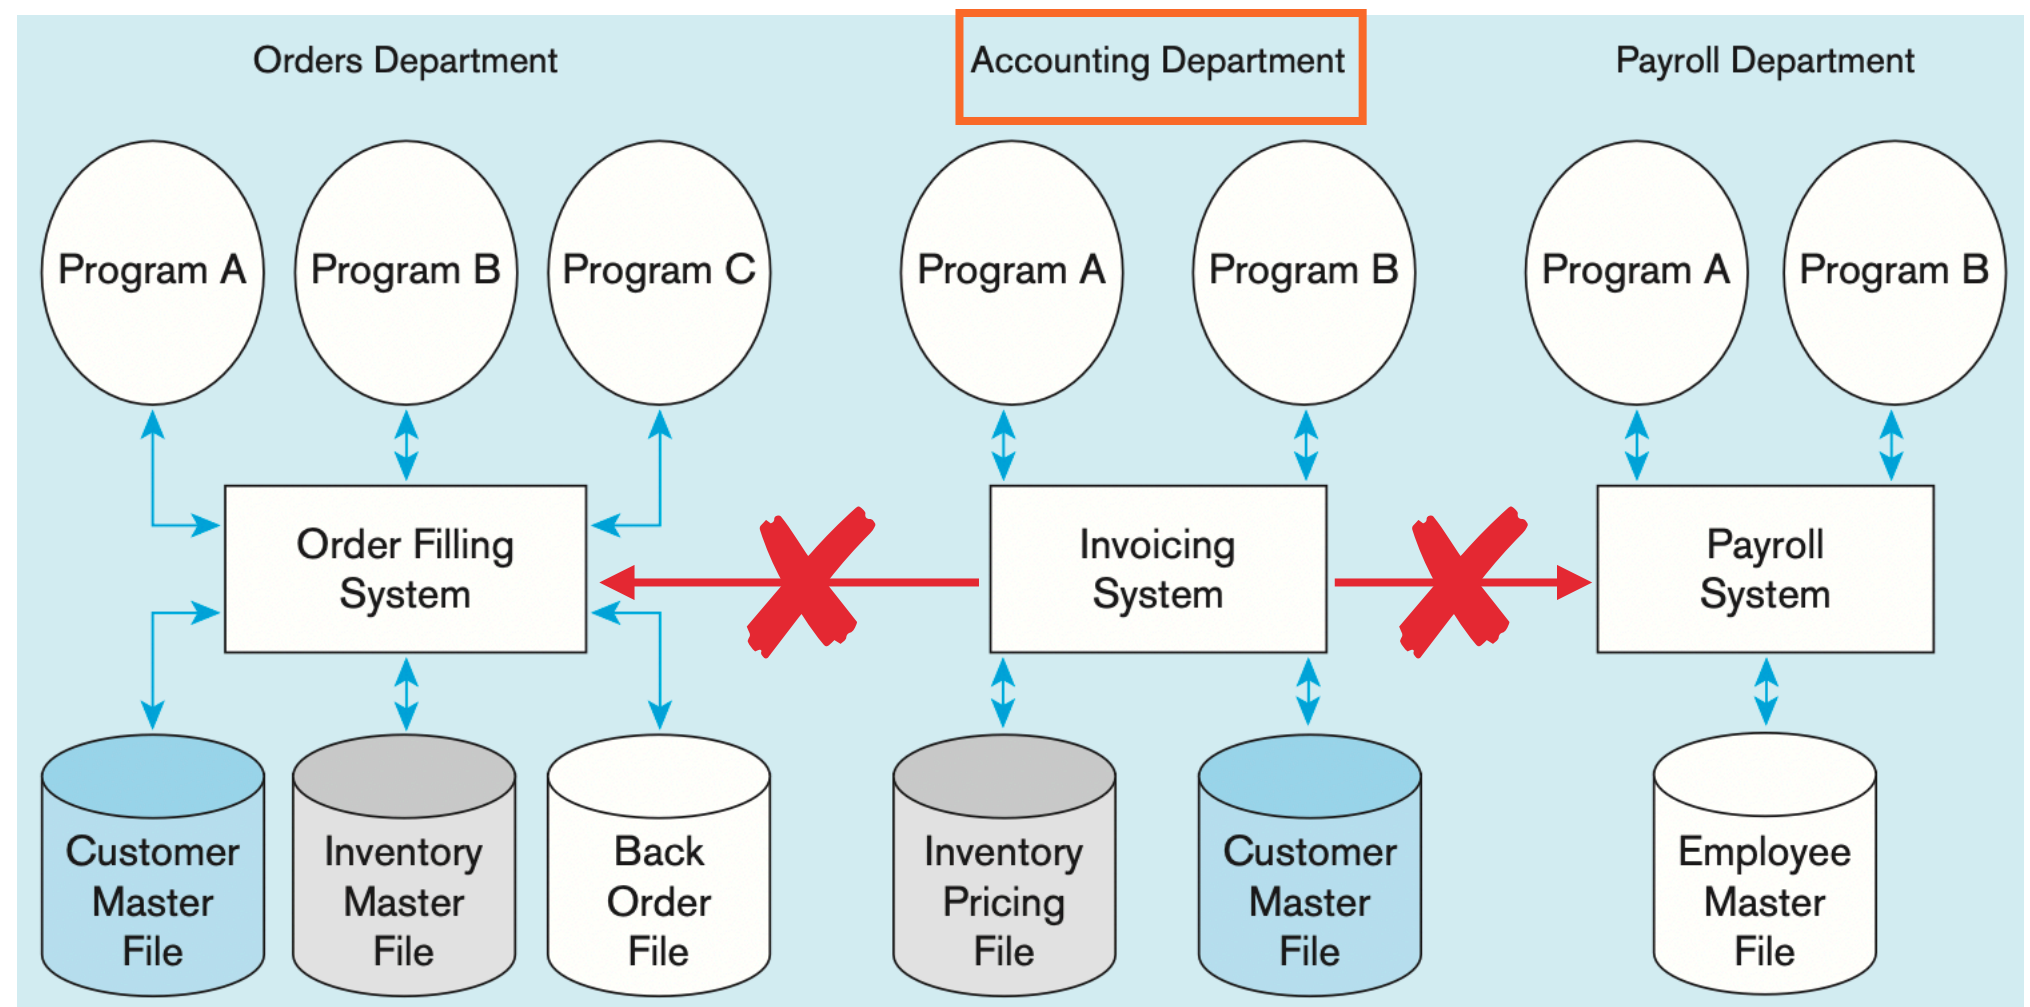 Orders Department
Accounting Department
Payroll Department
Program A
Program B
Program C
Program A
Program B
Program A
Program B
Order Filling
System
Invoicing
System
Payroll
System
Customer
Master
File
Inventory
Master
File
Back
Order
File
Inventory
Pricing
File
Customer
Master
File
Employee
Master
File